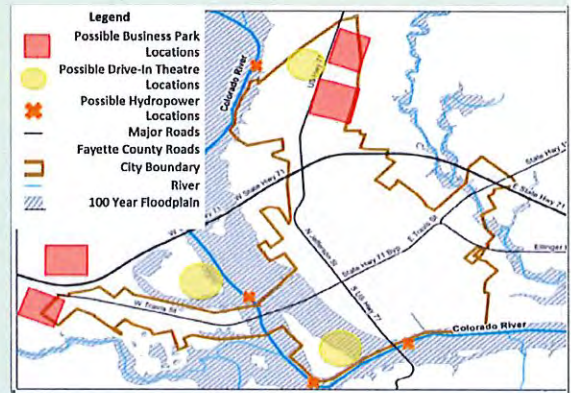 Legend
Possible Business Park
Locations
Possible Drive-In Theatre
Locations
Possible Hydropower
Locations
Major Roads
Fayette County Roads
City Boundary
River
100 Year Floodplain
Colorado River
US Hwy 77
W State Hwy 71
State Hwy 71
E State Hwy 71
E Travis St
Ellinger
N Jefferson St
State Hwy 71 Byp
W Travis St
S US Hwy 77
Colorado River